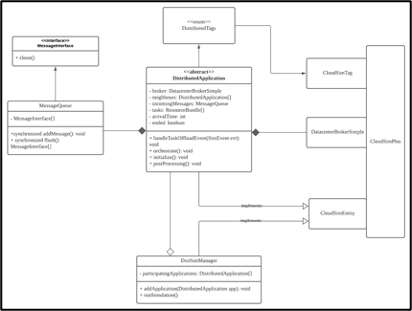 <<enum>>
DistributedTags
<<interface>>
MessageInterface
+ clone()
<<abstract>>
DistributedApplication
- broker: DatacenterBrokerSimple
- neighbours: DistributedApplication[]
- incomingMessages: MessageQueue
- tasks: ResourceBundle[]
- arrivalTime: int
- ended: boolean
+ handleTaskOffloadEvent(SimEvent evt):
void
+ orchestrate(): void
+ initialize(): void
+ postProcessing(): void
MessageQueue
- MessageInterface[]
+synchronized addMessage(): void
+ synchronized flush():
MessageInterface[]
CloudSimTag
DatacenterBrokerSimple
CloudSimPlus
CloudSimEntity
implements
implements
DistSimManager
- participatingApplications: DistributedApplication[]
+ addApplication(DistributedApplication app): void
+ runSimulation()